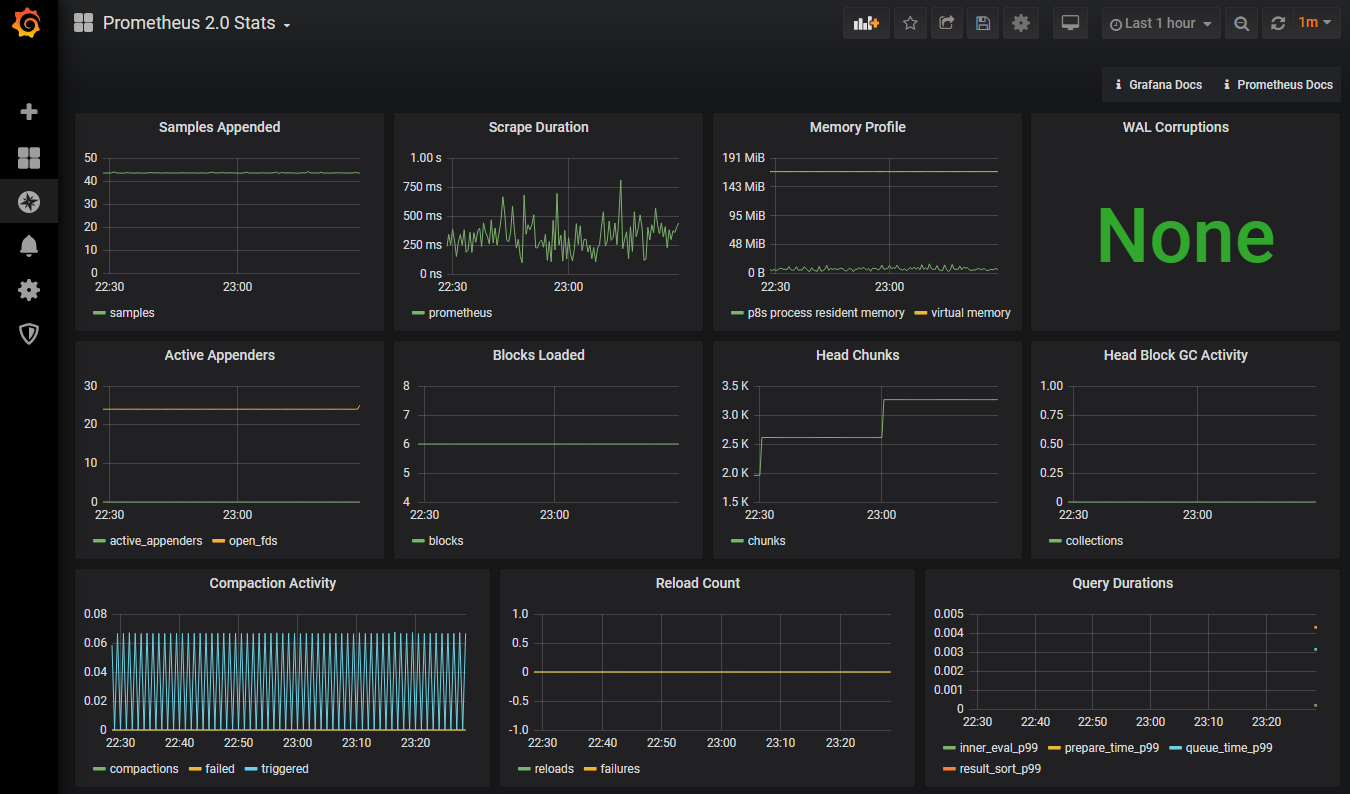 Prometheus 2.0 Stats
Last 1 hour
1m
Grafana Docs
Prometheus Docs
Samples Appended
50
40
30
20
10
0
22:30 23:00
samples
Scrape Duration
1.00 s
750 ms
500 ms
250 ms
0 ns
22:30 23:00
prometheus
Memory Profile
191 MiB
143 MiB
95 MiB
48 MiB
0 B
22:30 23:00
p8s process resident memory virtual memory
WAL Corruptions
None
Active Appenders
30
20
10
0
22:30 23:00
active_appenders open_fds
Blocks Loaded
8
7
6
5
4
22:30 23:00
blocks
Head Chunks
3.5 K
3.0 K
2.5 K
2.0 K
1.5 K
22:30 23:00
chunks
Head Block GC Activity
1.00
0.75
0.50
0.25
0
22:30 23:00
collections
Compaction Activity
0.08
0.06
0.04
0.02
0
22:30 22:40 22:50 23:00 23:10 23:20
compactions failed triggered
Reload Count
1.0
0.5
0
-0.5
-1.0
22:30 22:40 22:50 23:00 23:10 23:20
reloads failures
Query Durations
0.005
0.004
0.003
0.002
0.001
0
22:30 22:40 22:50 23:00 23:10 23:20
inner_eval_p99 prepare_time_p99 queue_time_p99
result_sort_p99